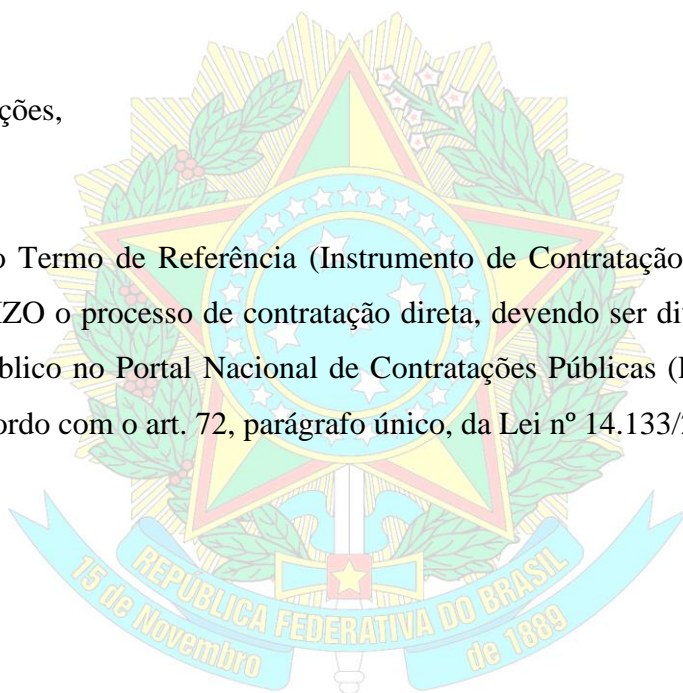 ções,
o Termo de Referência (Instrumento de Contratação
IZO o processo de contratação direta, devendo ser di
blico no Portal Nacional de Contratações Públicas (
ordo com o art. 72, parágrafo único, da Lei nº 14.133/
REPÚBLICA FEDERATIVA DO BRASIL
15 de Novembro
de 1889